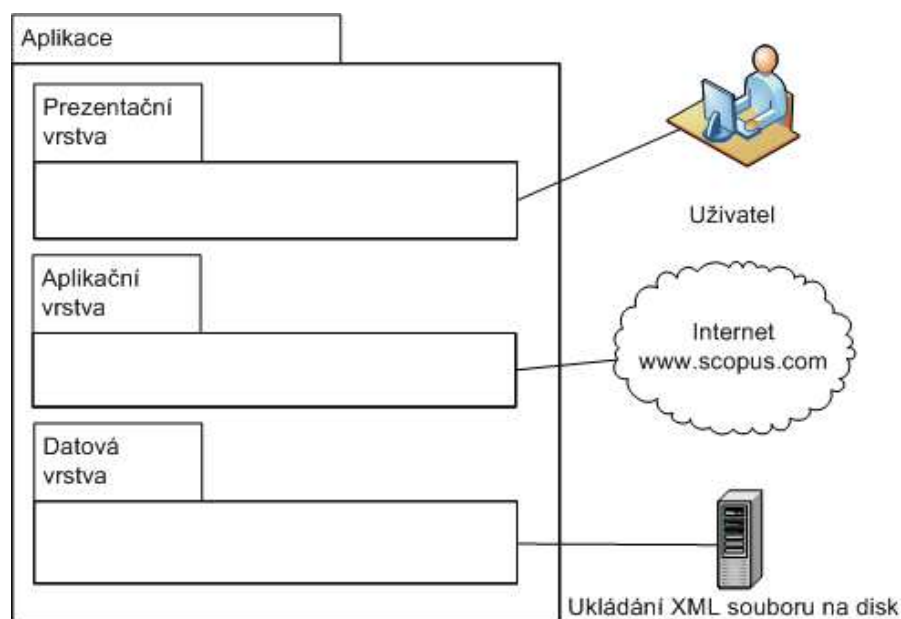 Aplikace
Prezentační
vrstva
Uživatel
Aplikační
vrstva
Internet
www.scopus.com
Datová
vrstva
Ukládání XML souboru na disk